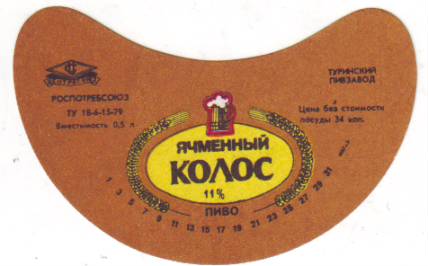 РОСПОТРЕБСОЮЗ
ТУ 18-6-15-79
Вместимость 0,5 л
ТУРИНСКИЙ
ПИВЗАВОД
Цена без стоимости
посуды 34 коп.
ЯЧМЕННЫЙ
КОЛОС
11%
ПИВО
1 3 5 7 9 11 13 15 17 19 21 23 25 27 29 31